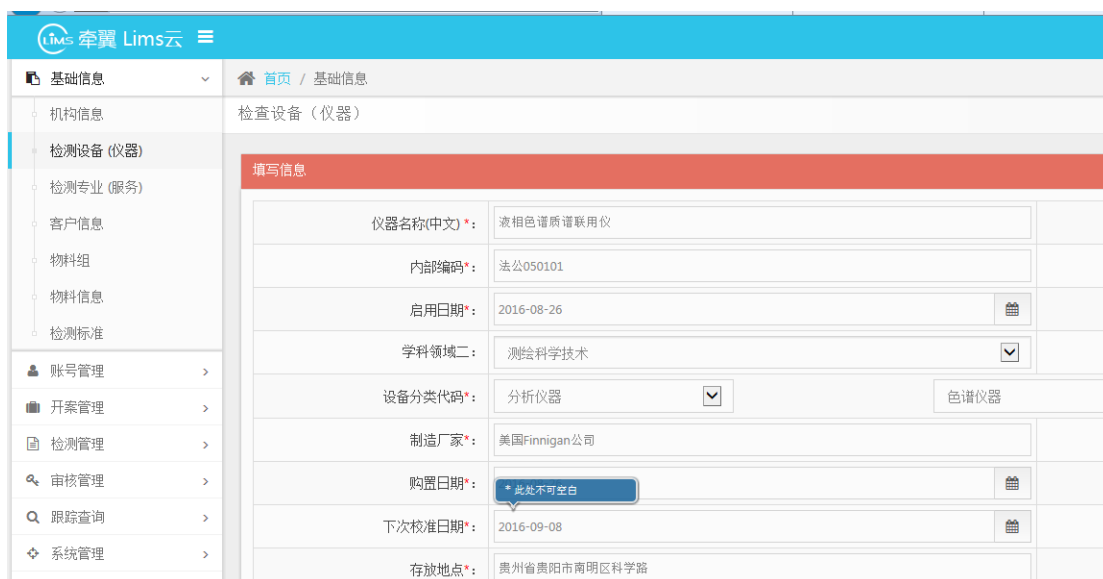 LiMS 牵翼 Lims云
基础信息
首页 / 基础信息
机构信息
检查设备（仪器）
检测设备 (仪器)
填写信息
检测专业 (服务)
客户信息
仪器名称(中文) *： 液相色谱质谱联用仪
物料组
内部编码*： 法公050101
物料信息
启用日期*： 2016-08-26
检测标准
学科领域二： 测绘科学技术
账号管理
设备分类代码*： 分析仪器 色谱仪器
开案管理
制造厂家*： 美国Finnigan公司
检测管理
审核管理
购置日期*：
* 此处不可空白
跟踪查询
下次校准日期*： 2016-09-08
系统管理
存放地点*： 贵州省贵阳市南明区科学路